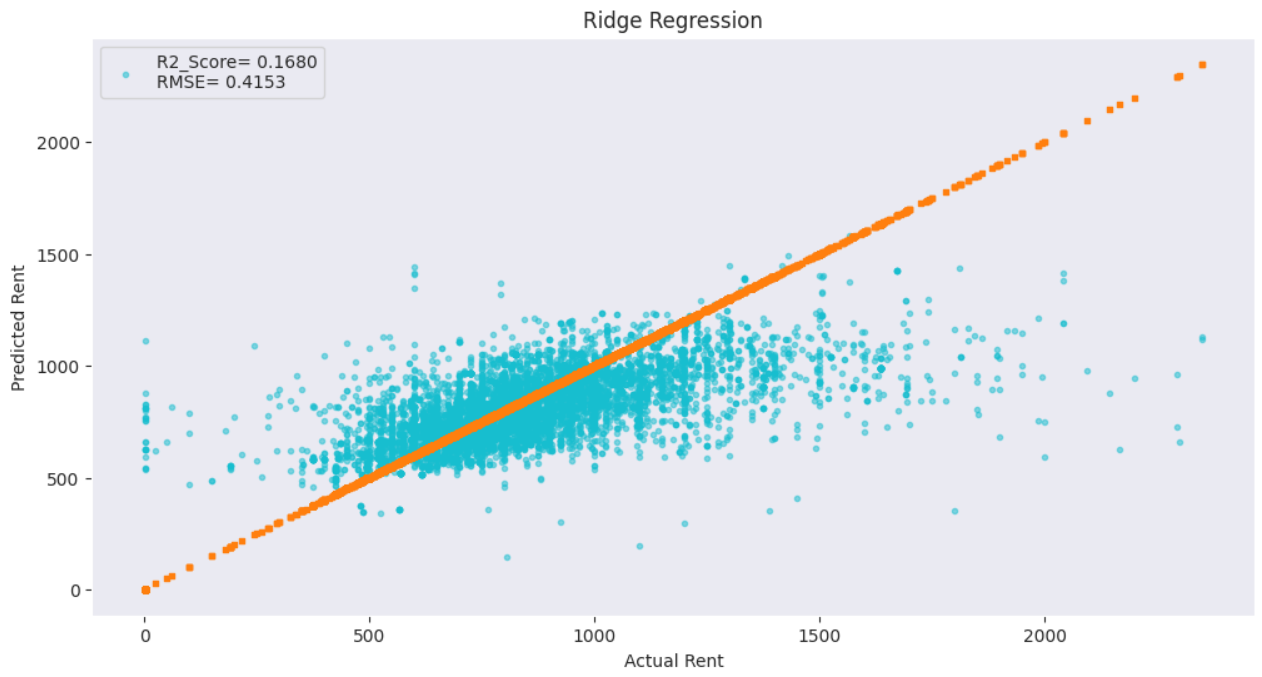 Ridge Regression
R2_Score= 0.1680
RMSE= 0.4153
Predicted Rent
2000
1500
1000
500
0
0 500 1000 1500 2000
Actual Rent